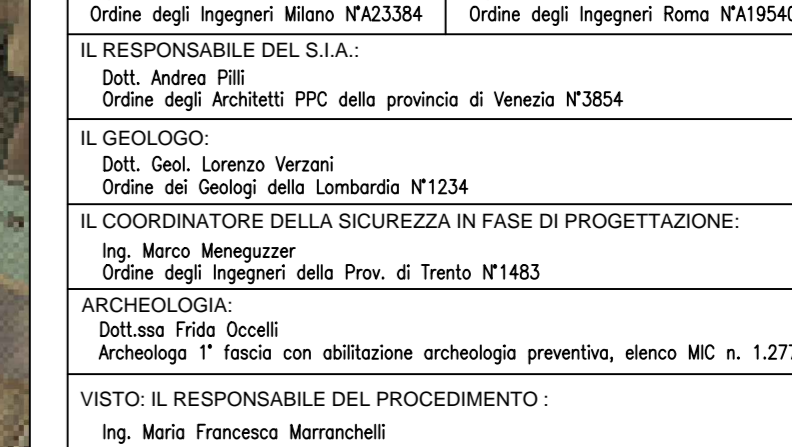 Ordine degli Ingegneri Milano N°A23384 Ordine degli Ingegneri Roma N°A19540
IL RESPONSABILE DEL S.I.A.:
Dott. Andrea Pilli
Ordine degli Architetti PPC della provincia di Venezia N°3854
IL GEOLOGO:
Dott. Geol. Lorenzo Verzani
Ordine dei Geologi della Lombardia N°1234
IL COORDINATORE DELLA SICUREZZA IN FASE DI PROGETTAZIONE:
Ing. Marco Meneguzzer
Ordine degli Ingegneri della Prov. di Trento N°1483
ARCHEOLOGIA:
Dott.ssa Frida Occelli
Archeologa 1° fascia con abilitazione archeologia preventiva, elenco MIC n. 1.277
VISTO: IL RESPONSABILE DEL PROCEDIMENTO :
Ing. Maria Francesca Marranchelli